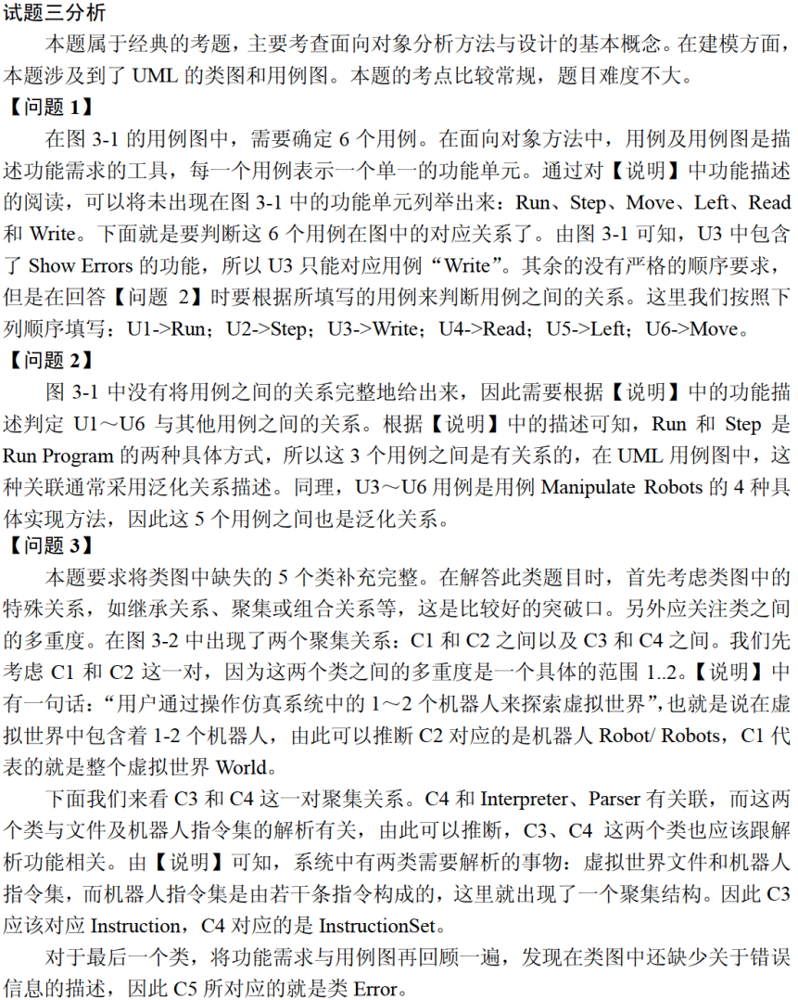 试题三分析
本题属于经典的考题，主要考查面向对象分析方法与设计的基本概念。在建模方面，
本题涉及到了 UML 的类图和用例图。本题的考点比较常规，题目难度不大。
【问题 1】
在图 3-1 的用例图中，需要确定 6 个用例。在面向对象方法中，用例及用例图是描
述功能需求的工具，每一个用例表示一个单一的功能单元。通过对【说明】中功能描述
的阅读，可以将未出现在图 3-1 中的功能单元列举出来：Run、Step、Move、Left、Read
和 Write。下面就是要判断这 6 个用例在图中的对应关系了。由图 3-1 可知，U3 中包含
了 Show Errors 的功能，所以 U3 只能对应用例“Write”。其余的没有严格的顺序要求，
但是在回答【问题 2】时要根据所填写的用例来判断用例之间的关系。这里我们按照下
列顺序填写：U1->Run；U2->Step；U3->Write；U4->Read；U5->Left；U6->Move。
【问题 2】
图 3-1 中没有将用例之间的关系完整地给出来，因此需要根据【说明】中的功能描
述判定 U1～U6 与其他用例之间的关系。根据【说明】中的描述可知，Run 和 Step 是
Run Program 的两种具体方式，所以这 3 个用例之间是有关系的，在 UML 用例图中，这
种关联通常采用泛化关系描述。同理，U3～U6 用例是用例 Manipulate Robots 的 4 种具
体实现方法，因此这 5 个用例之间也是泛化关系。
【问题 3】
本题要求将类图中缺失的 5 个类补充完整。在解答此类题目时，首先考虑类图中的
特殊关系，如继承关系、聚集或组合关系等，这是比较好的突破口。另外应关注类之间
的多重度。在图 3-2 中出现了两个聚集关系：C1 和 C2 之间以及 C3 和 C4 之间。我们先
考虑 C1 和 C2 这一对，因为这两个类之间的多重度是一个具体的范围 1..2。【说明】中
有一句话：“用户通过操作仿真系统中的 1～2 个机器人来探索虚拟世界”，也就是说在虚
拟世界中包含着 1-2 个机器人，由此可以推断 C2 对应的是机器人 Robot/ Robots，C1 代
表的就是整个虚拟世界 World。
下面我们来看 C3 和 C4 这一对聚集关系。C4 和 Interpreter、Parser 有关联，而这两
个类与文件及机器人指令集的解析有关，由此可以推断，C3、C4 这两个类也应该跟解
析功能相关。由【说明】可知，系统中有两类需要解析的事物：虚拟世界文件和机器人
指令集，而机器人指令集是由若干条指令构成的，这里就出现了一个聚集结构。因此 C3
应该对应 Instruction，C4 对应的是 InstructionSet。
对于最后一个类，将功能需求与用例图再回顾一遍，发现在类图中还缺少关于错误
信息的描述，因此 C5 所对应的就是类 Error。